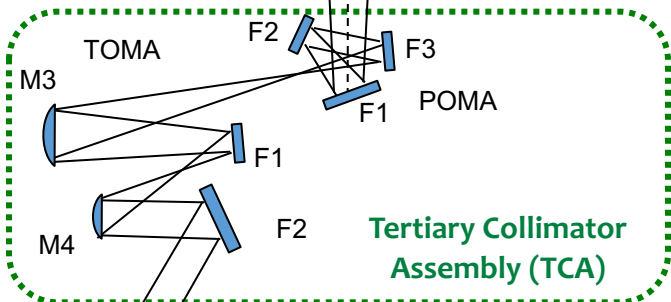 F2
TOMA
F3
M3
F1
POMA
F1
F2
M4
Tertiary Collimator
Assembly (TCA)